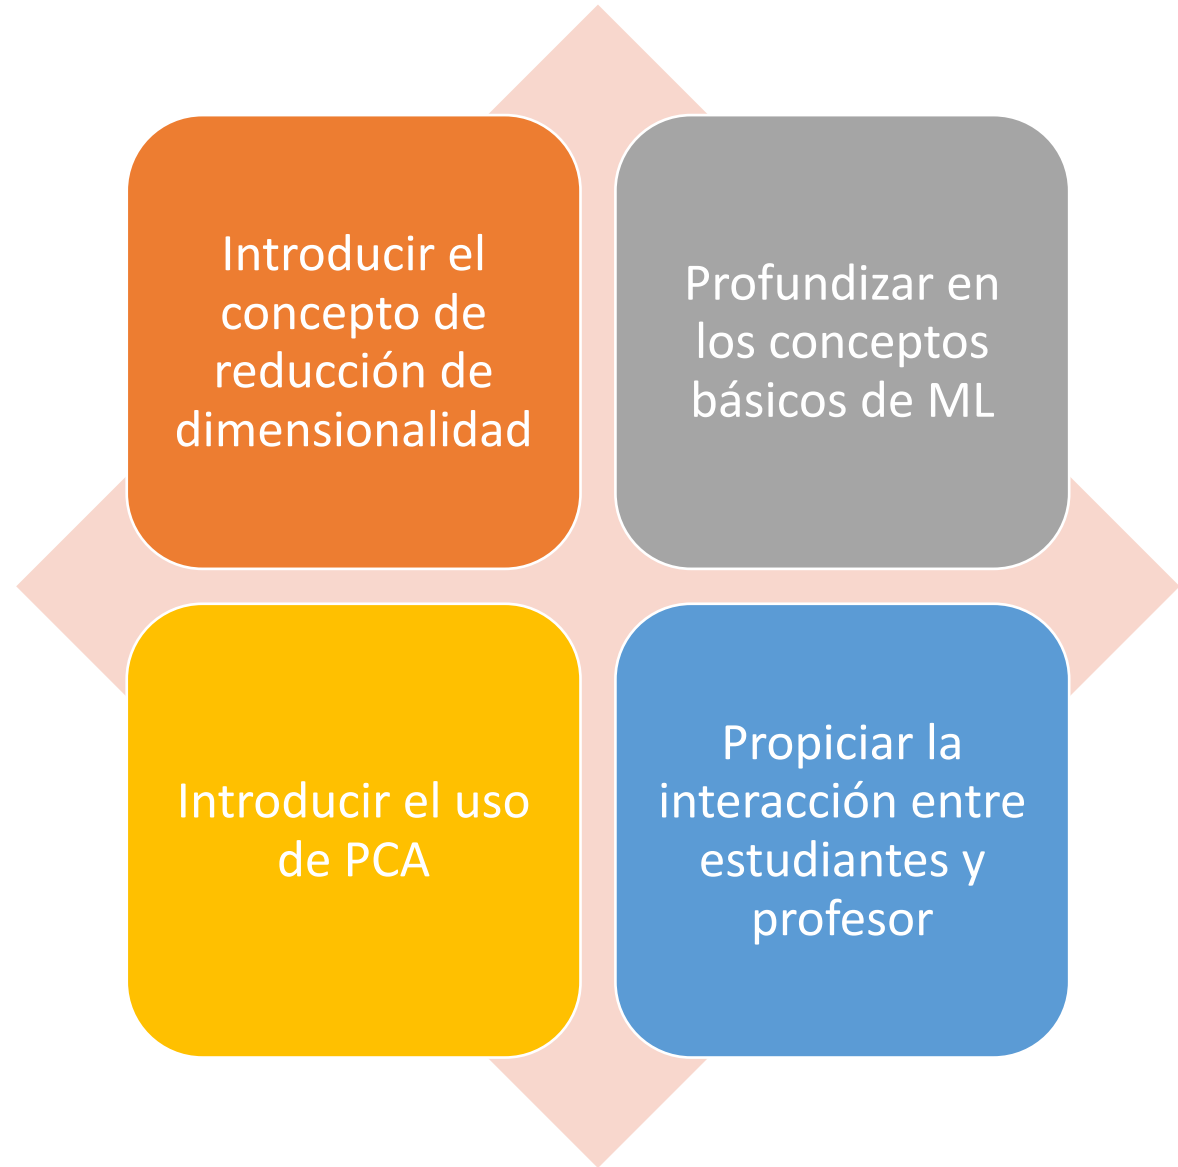 Introducir el
concepto de
reducción de
dimensionalidad
Profundizar en
los conceptos
básicos de ML
Introducir el uso
de PCA
Propiciar la
interacción entre
estudiantes y
profesor